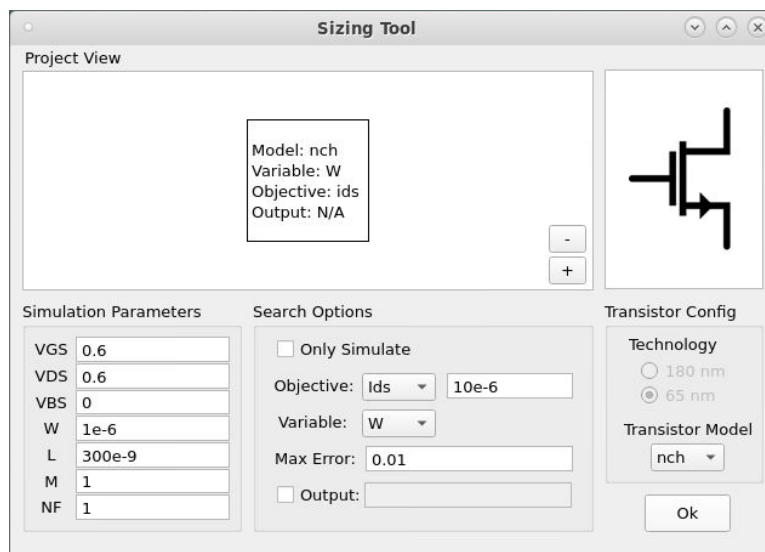 Sizing Tool
Project View
Model: nch
Variable: W
Objective: ids
Output: N/A
-
+
Simulation Parameters
VGS 0.6
VDS 0.6
VBS 0
W 1e-6
L 300e-9
M 1
NF 1
Search Options
Only Simulate
Objective: Ids 10e-6
Variable: W
Max Error: 0.01
Output:
Transistor Config
Technology
180 nm
65 nm
Transistor Model
nch
Ok